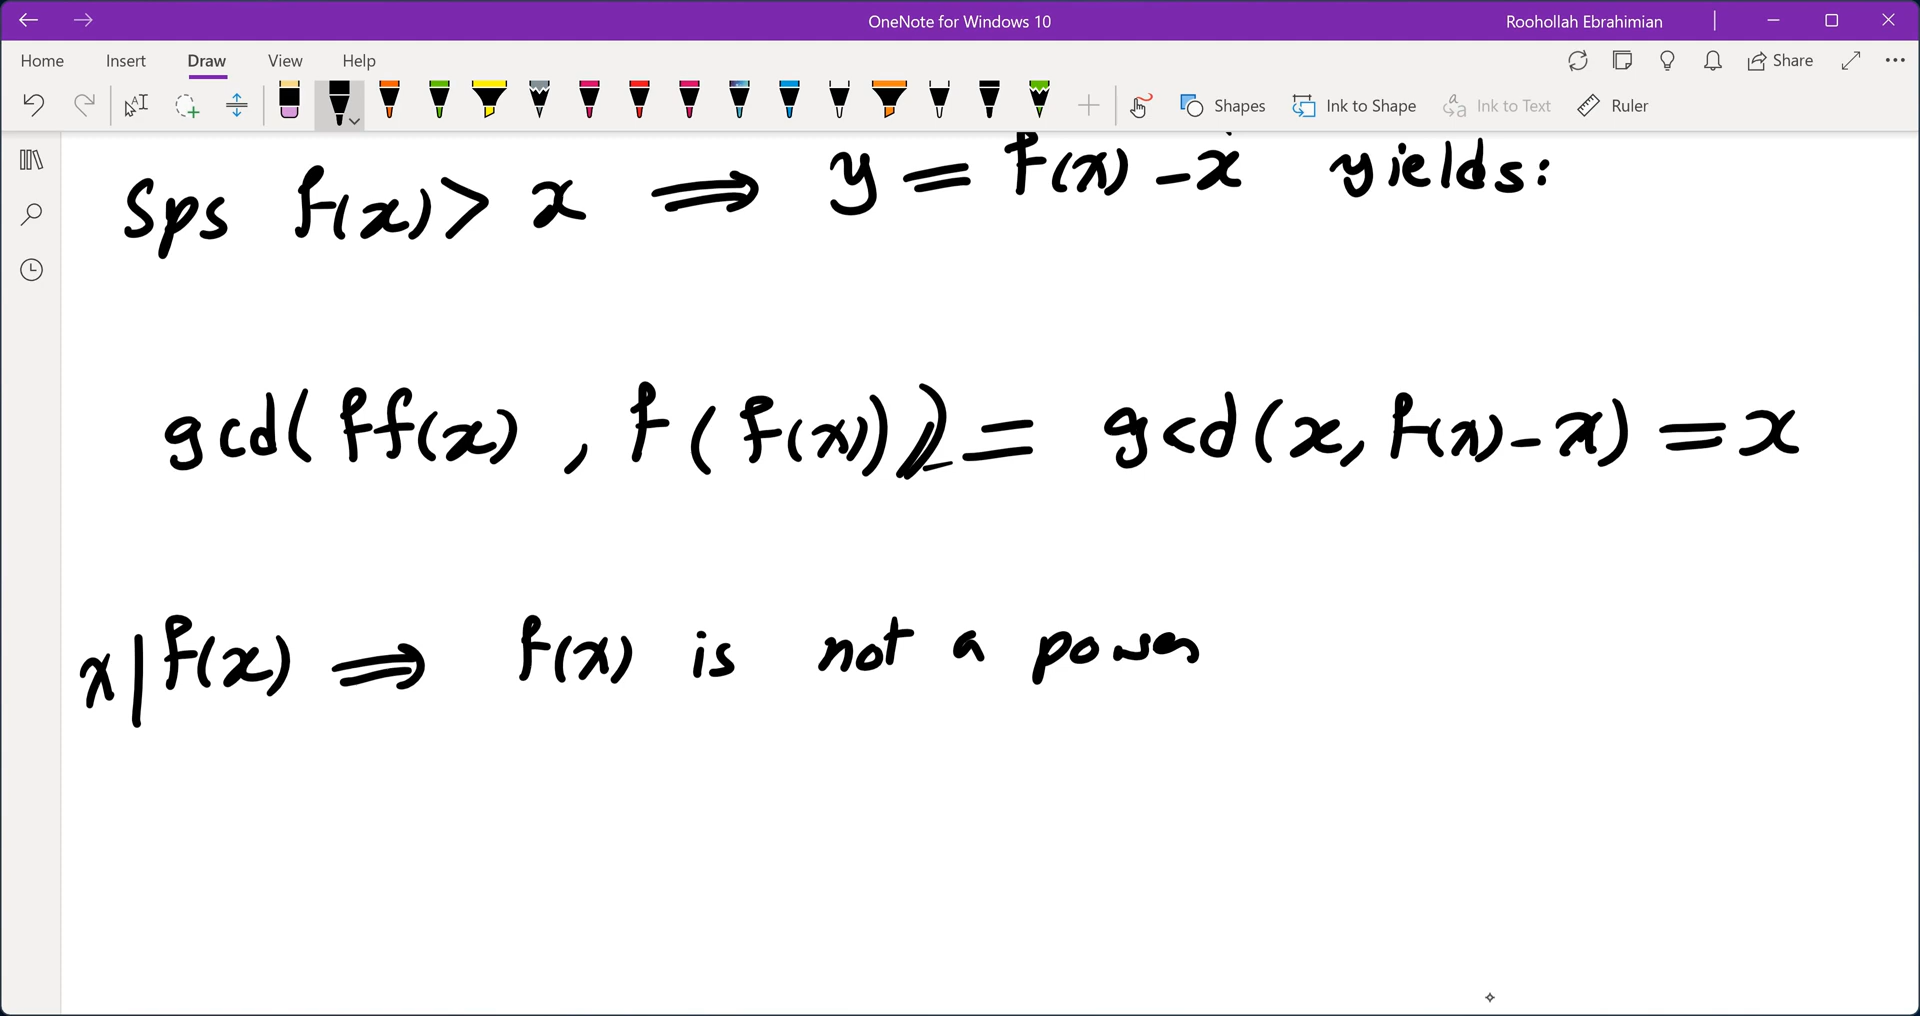 OneNote for Windows 10
Roohollah Ebrahimian
Home Insert Draw View Help
Share
Shapes Ink to Shape Ink to Text Ruler
Sps f(x) > x ⟹ y = f(x) - x yields:
gcd( ff(x) , f(f(x)) ) = gcd(x, f(x) - x) = x
x | f(x) ⟹ f(x) is not a power